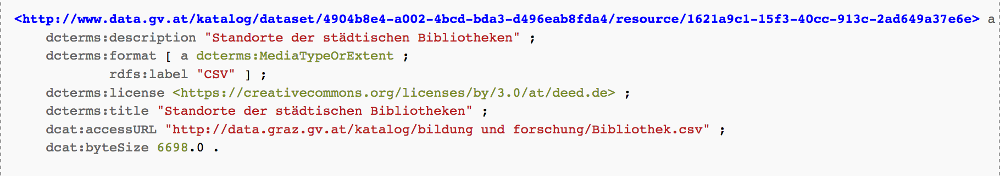 <http://www.data.gv.at/katalog/dataset/4904b8e4-a002-4bcd-bda3-d496eab8fda4/resource/1621a9c1-15f3-40cc-913c-2ad649a37e6e> a
dcterms:description "Standorte der städtischen Bibliotheken" ;
dcterms:format [ a dcterms:MediaTypeOrExtent ;
rdfs:label "CSV" ] ;
dcterms:license <https://creativecommons.org/licenses/by/3.0/at/deed.de> ;
dcterms:title "Standorte der städtischen Bibliotheken" ;
dcat:accessURL "http://data.graz.gv.at/katalog/bildung und forschung/Bibliothek.csv" ;
dcat:byteSize 6698.0 .